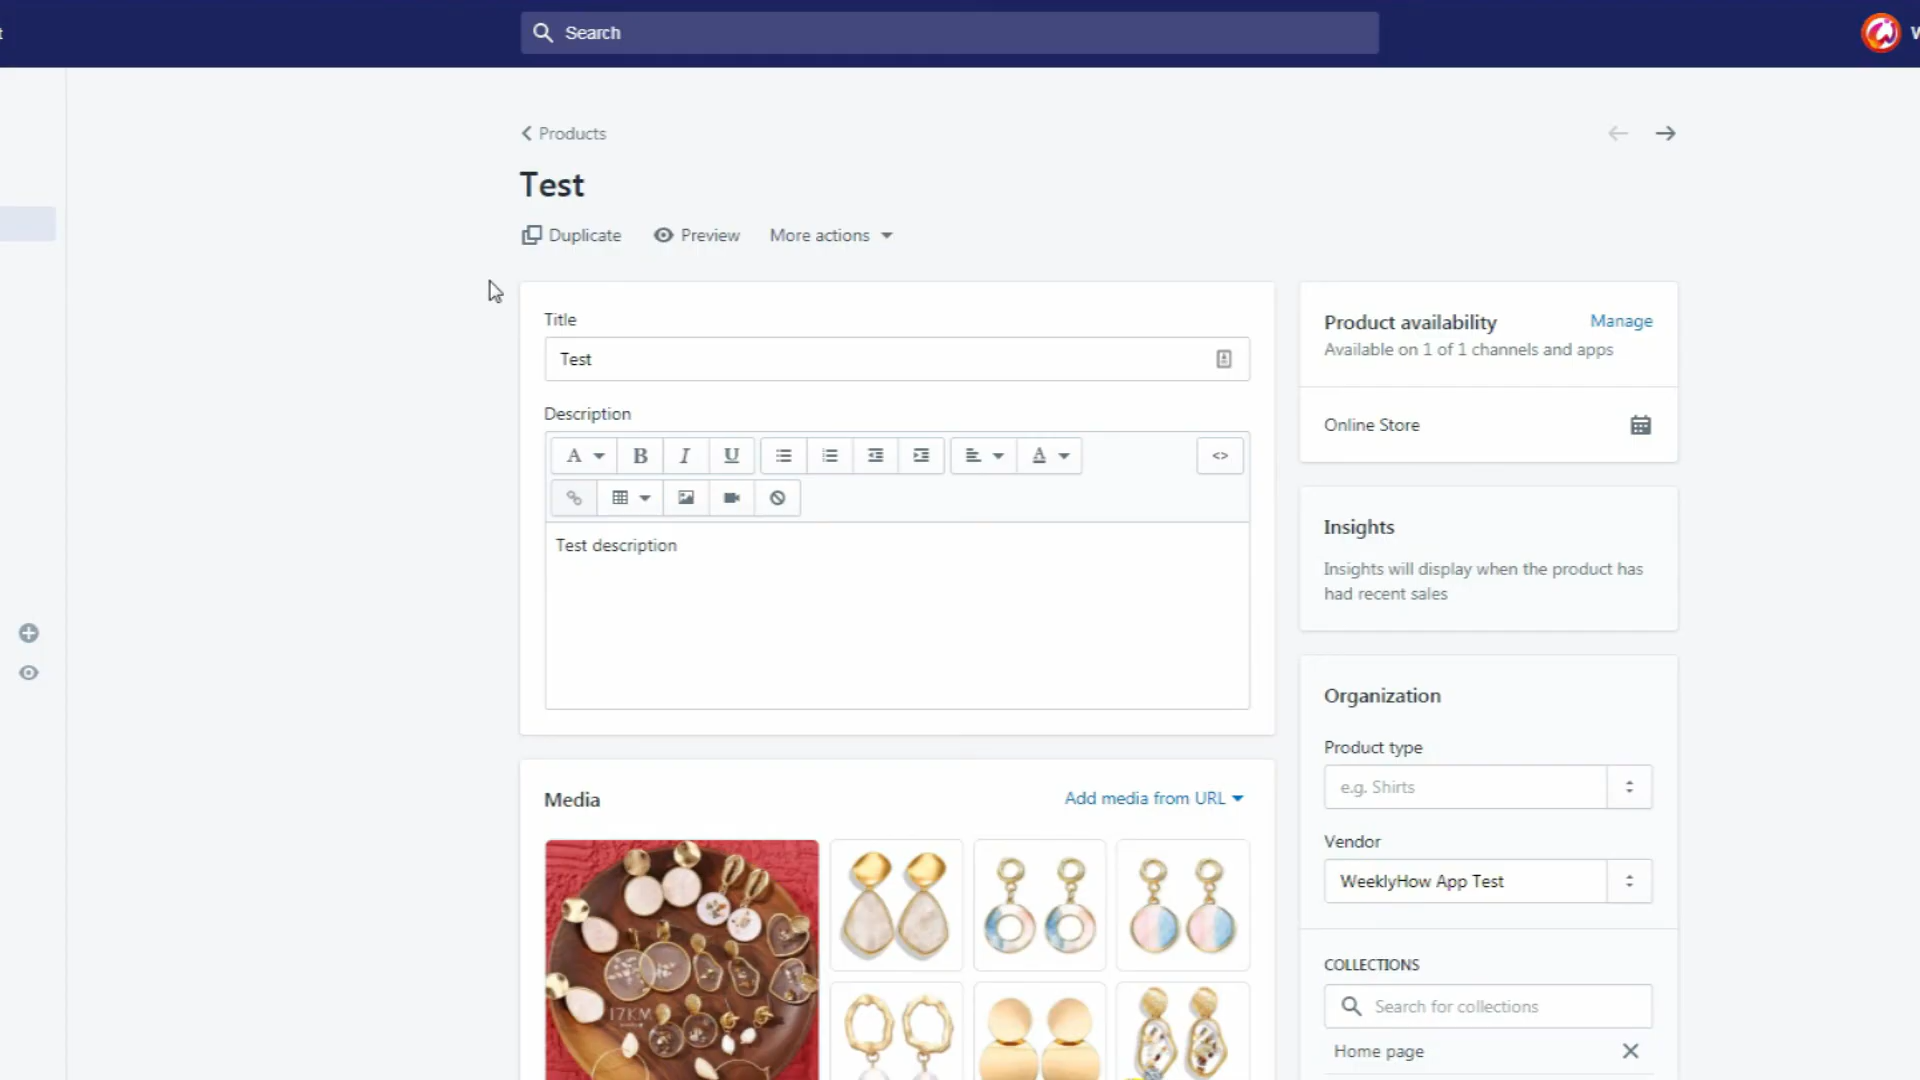 t
Search
W
Products
Test
Duplicate
Preview
More actions
Title
Test
Description
A
B
I
U
A
<>
Test description
Media
Add media from URL
17KM
Product availability
Manage
Available on 1 of 1 channels and apps
Online Store
Insights
Insights will display when the product has
had recent sales
Organization
Product type
e.g. Shirts
Vendor
WeeklyHow App Test
COLLECTIONS
Search for collections
Home page